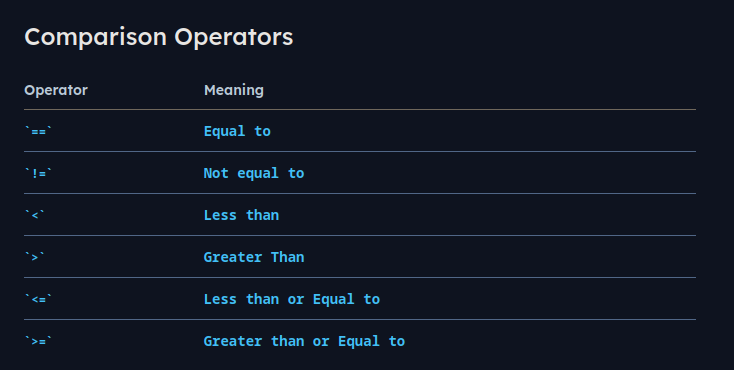 Comparison Operators
Operator Meaning
`==` Equal to
`!=` Not equal to
`<` Less than
`>` Greater Than
`<=` Less than or Equal to
`>=` Greater than or Equal to